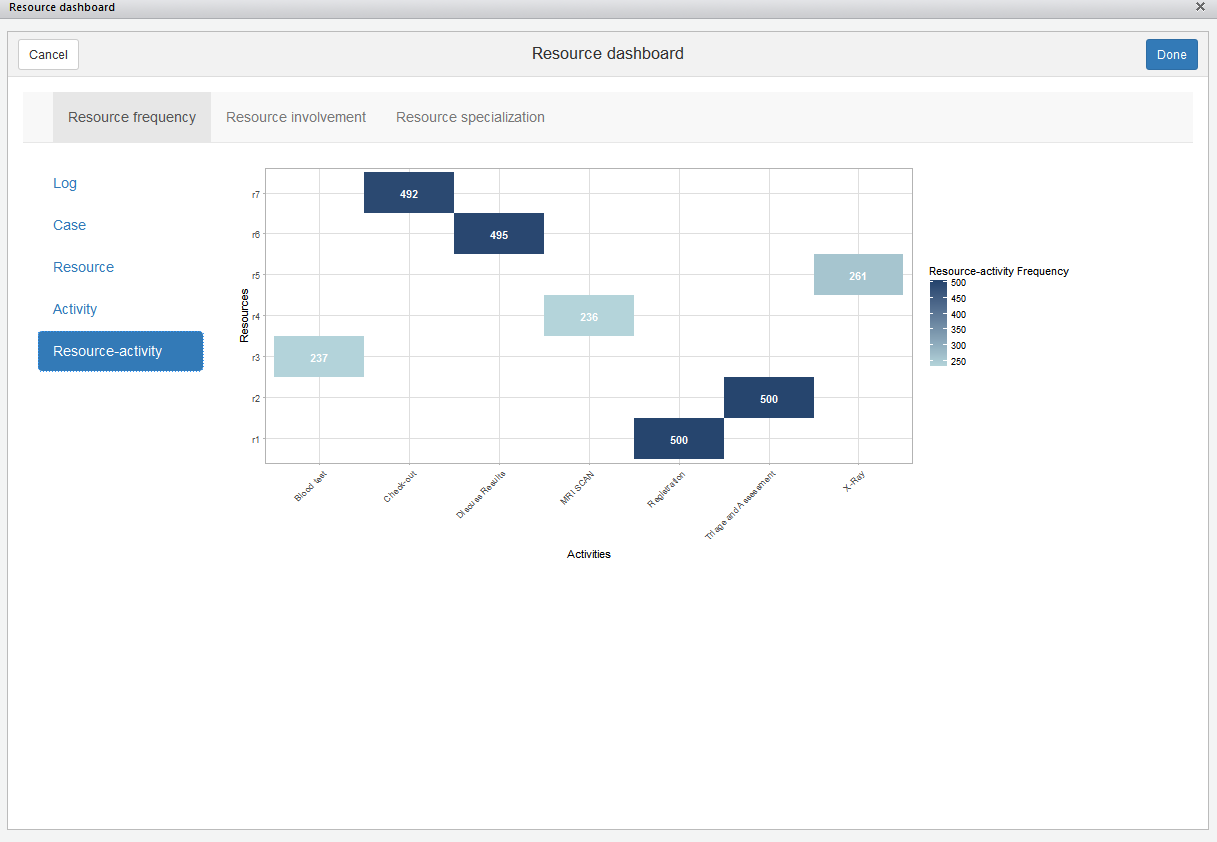 Resource dashboard
Cancel
Resource dashboard
Done
Resource frequency
Resource involvement
Resource specialization
Log
Case
Resource
Activity
Resource-activity
Resources
r7
r6
r5
r4
r3
r2
r1
492
495
261
236
237
500
500
Blood test
Check-out
Discuss Results
MRI SCAN
Registration
Triage and Assessment
X-Ray
Activities
Resource-activity Frequency
500
450
400
350
300
250